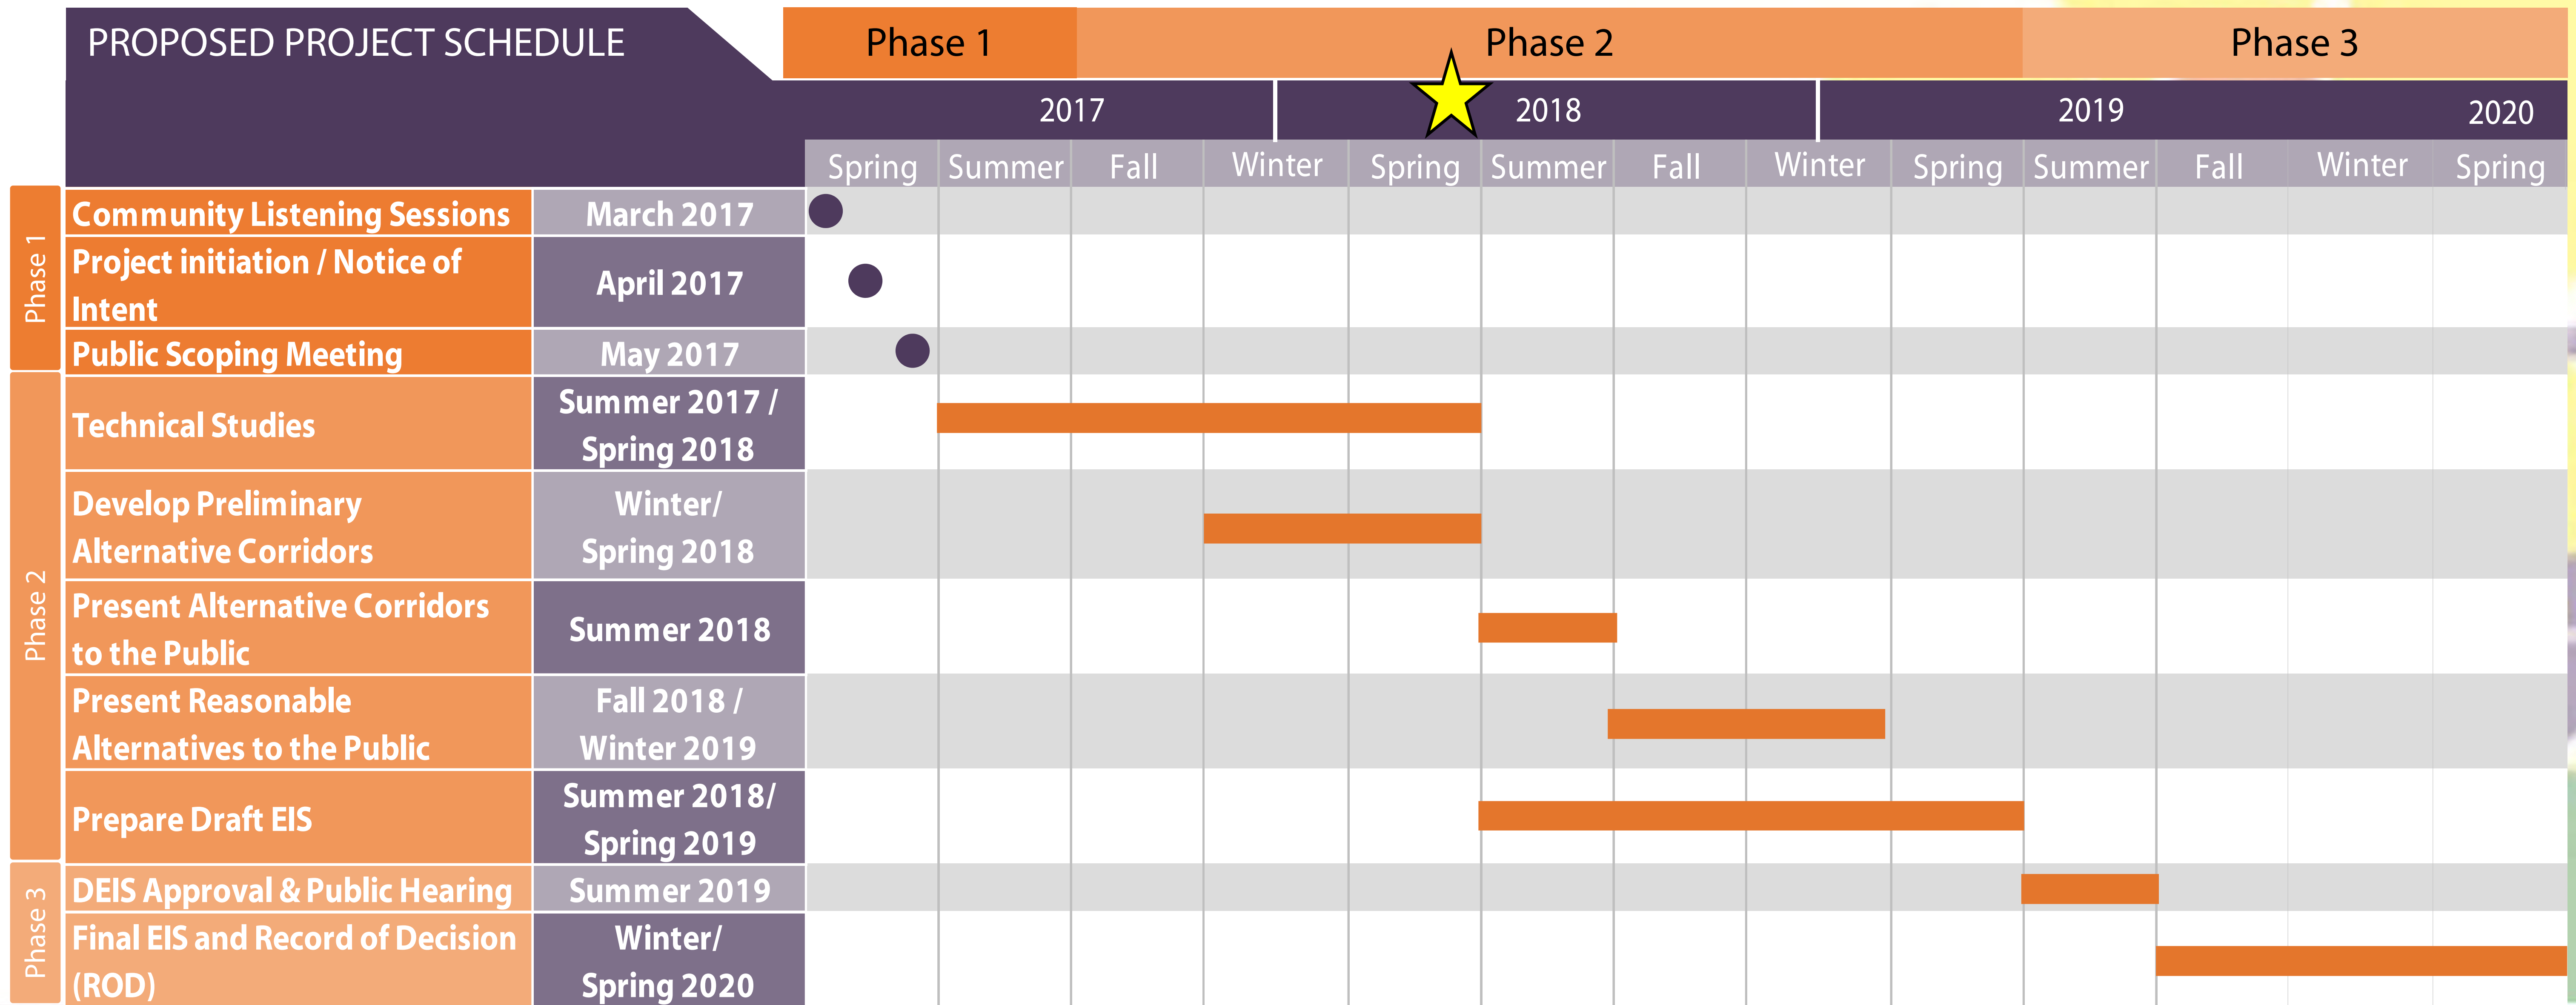 PROPOSED PROJECT SCHEDULE
Phase 1
Phase 2
Phase 3
2017
2018
2019
2020
Spring
Summer
Fall
Winter
Spring
Summer
Fall
Winter
Spring
Summer
Fall
Winter
Spring
Phase 1
Community Listening Sessions
March 2017
Project initiation / Notice of
Intent
April 2017
Public Scoping Meeting
May 2017
Phase 2
Technical Studies
Summer 2017 /
Spring 2018
Develop Preliminary
Alternative Corridors
Winter/
Spring 2018
Present Alternative Corridors
to the Public
Summer 2018
Present Reasonable
Alternatives to the Public
Fall 2018 /
Winter 2019
Prepare Draft EIS
Summer 2018/
Spring 2019
Phase 3
DEIS Approval & Public Hearing
Summer 2019
Final EIS and Record of Decision
(ROD)
Winter/
Spring 2020